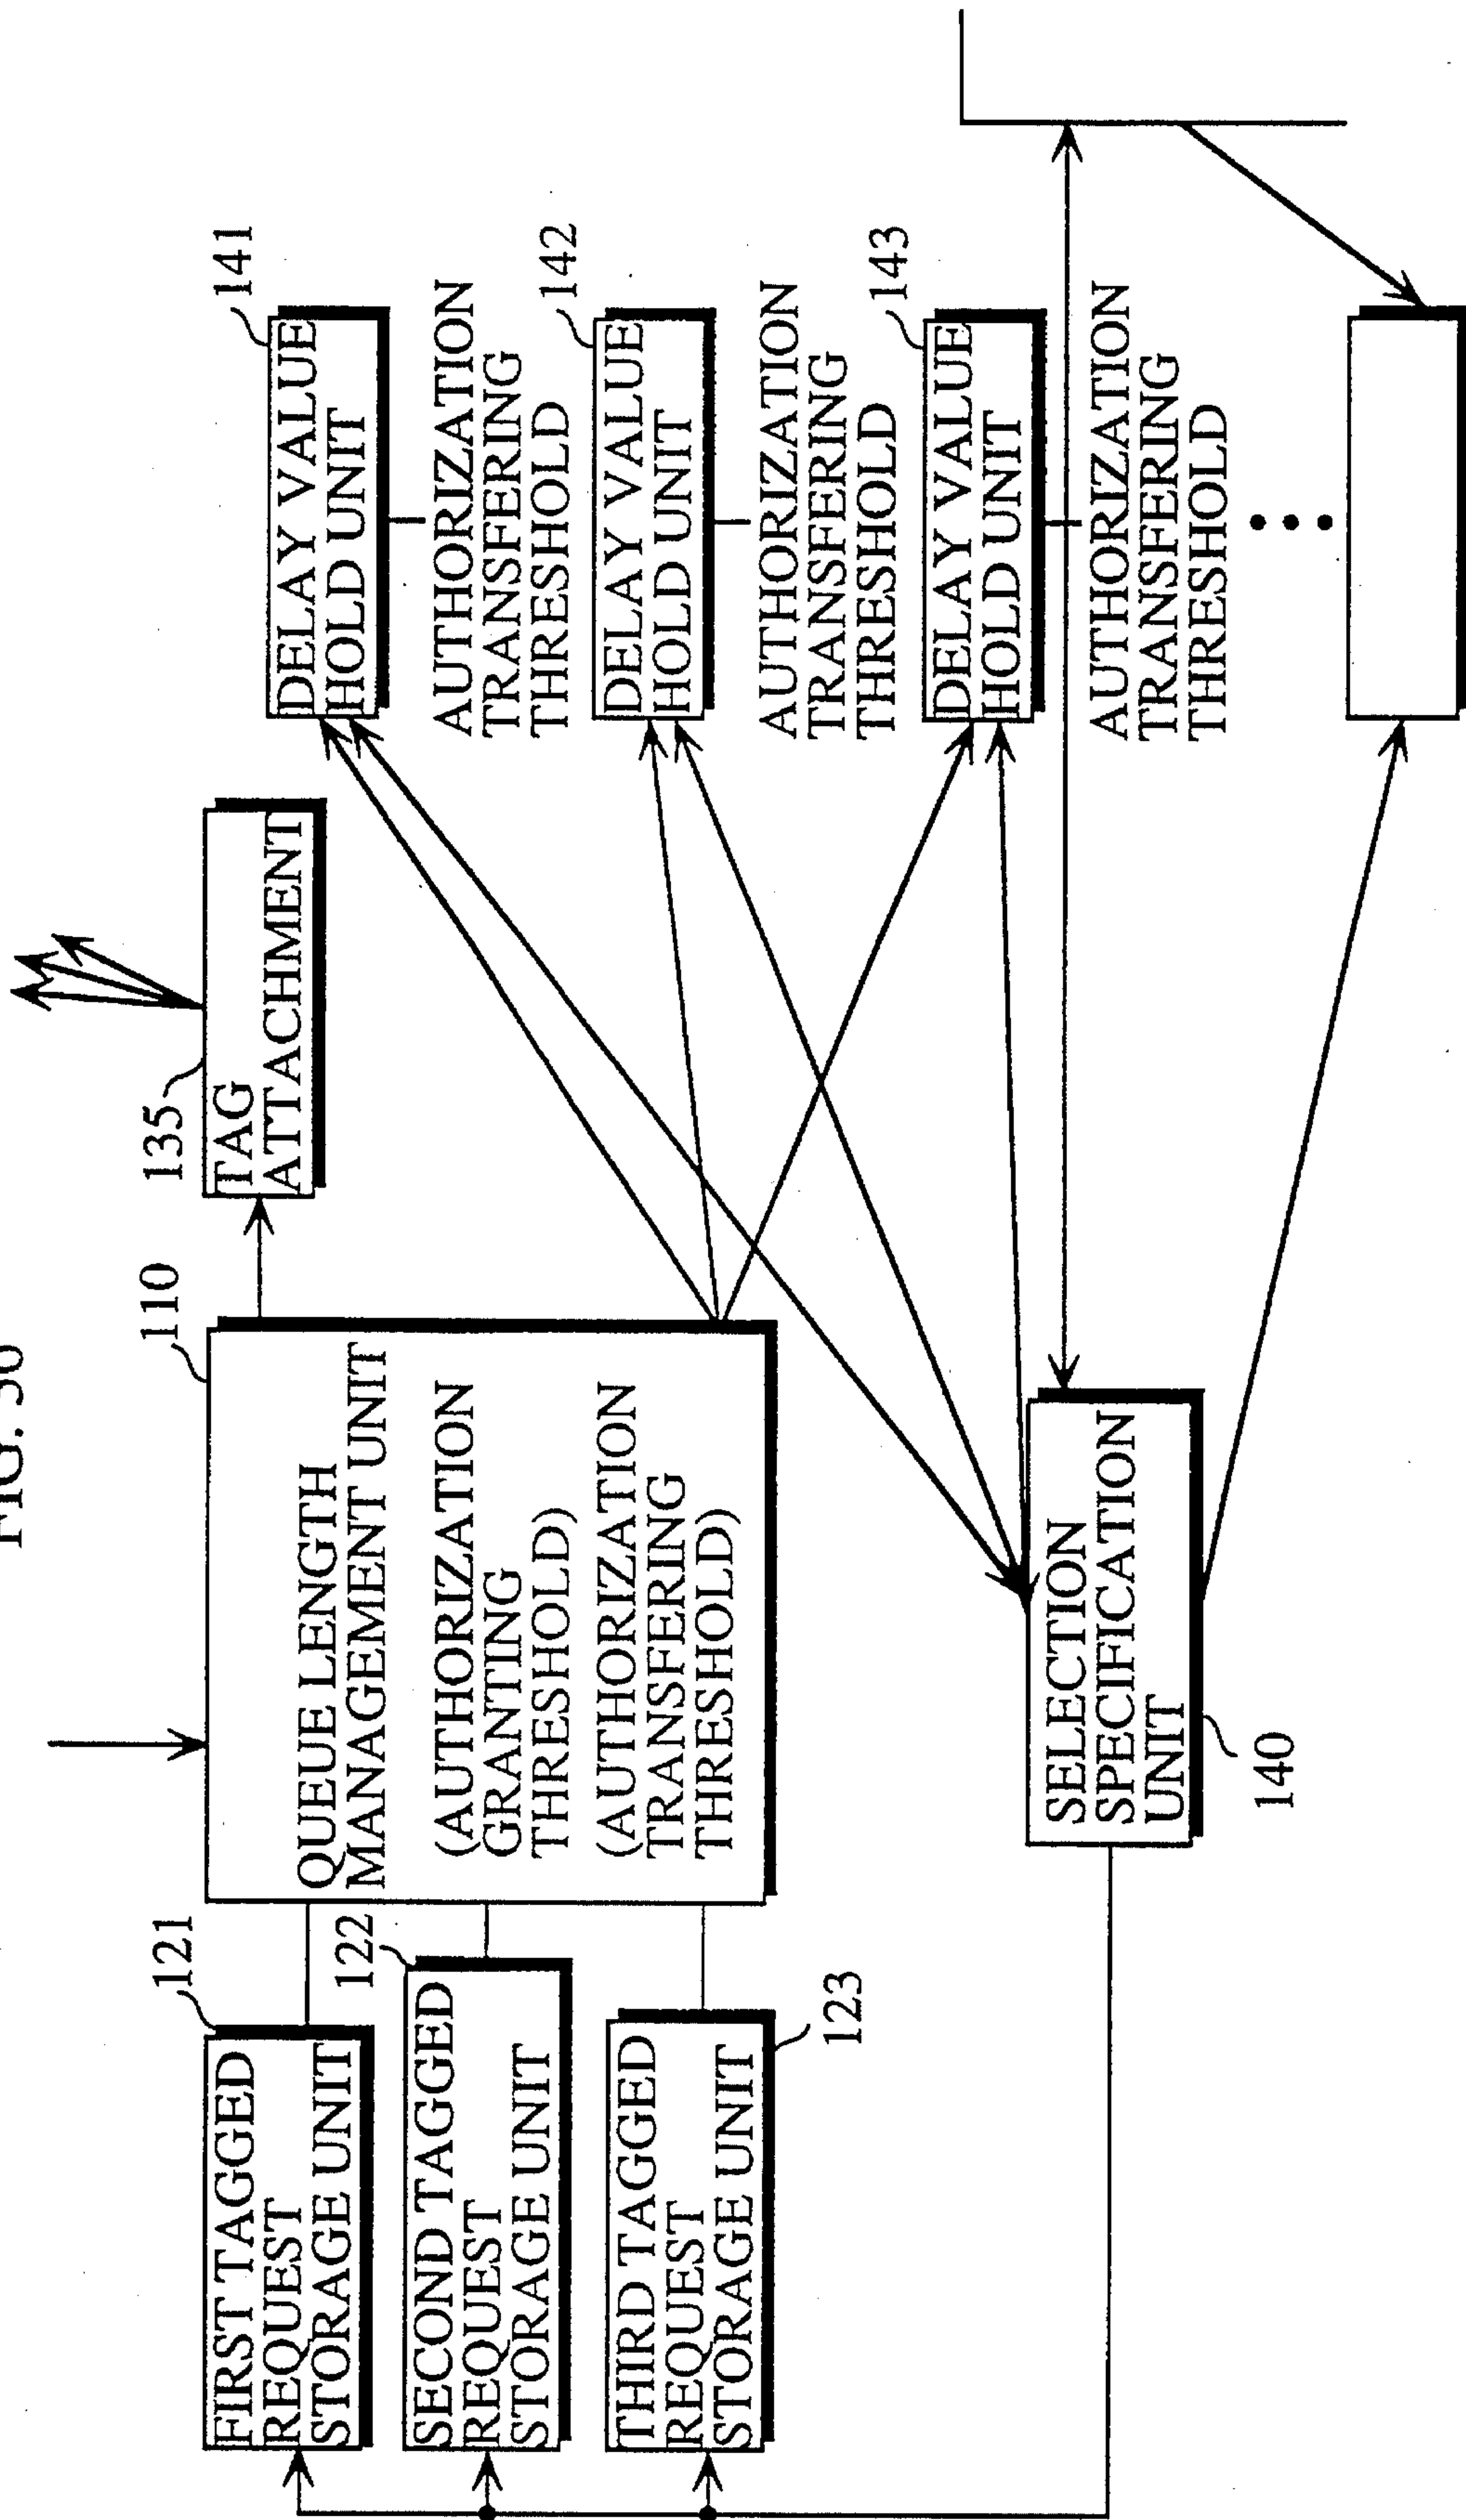 FIG. 30
121
FIRST TAGGED
REQUEST
STORAGE UNIT
122
SECOND TAGGED
REQUEST
STORAGE UNIT
123
THIRD TAGGED
REQUEST
STORAGE UNIT
110
QUEUE LENGTH
MANAGEMENT UNIT
(AUTHORIZATION
GRANTING
THRESHOLD)
(AUTHORIZATION
TRANSFERING
THRESHOLD)
135
TAG
ATTACHMENT
SELECTION
SPECIFICATION
UNIT
140
141
DELAY VALUE
HOLD UNIT
AUTHORIZATION
TRANSFERING
THRESHOLD
142
DELAY VALUE
HOLD UNIT
AUTHORIZATION
TRANSFERING
THRESHOLD
143
DELAY VALUE
HOLD UNIT
AUTHORIZATION
TRANSFERING
THRESHOLD